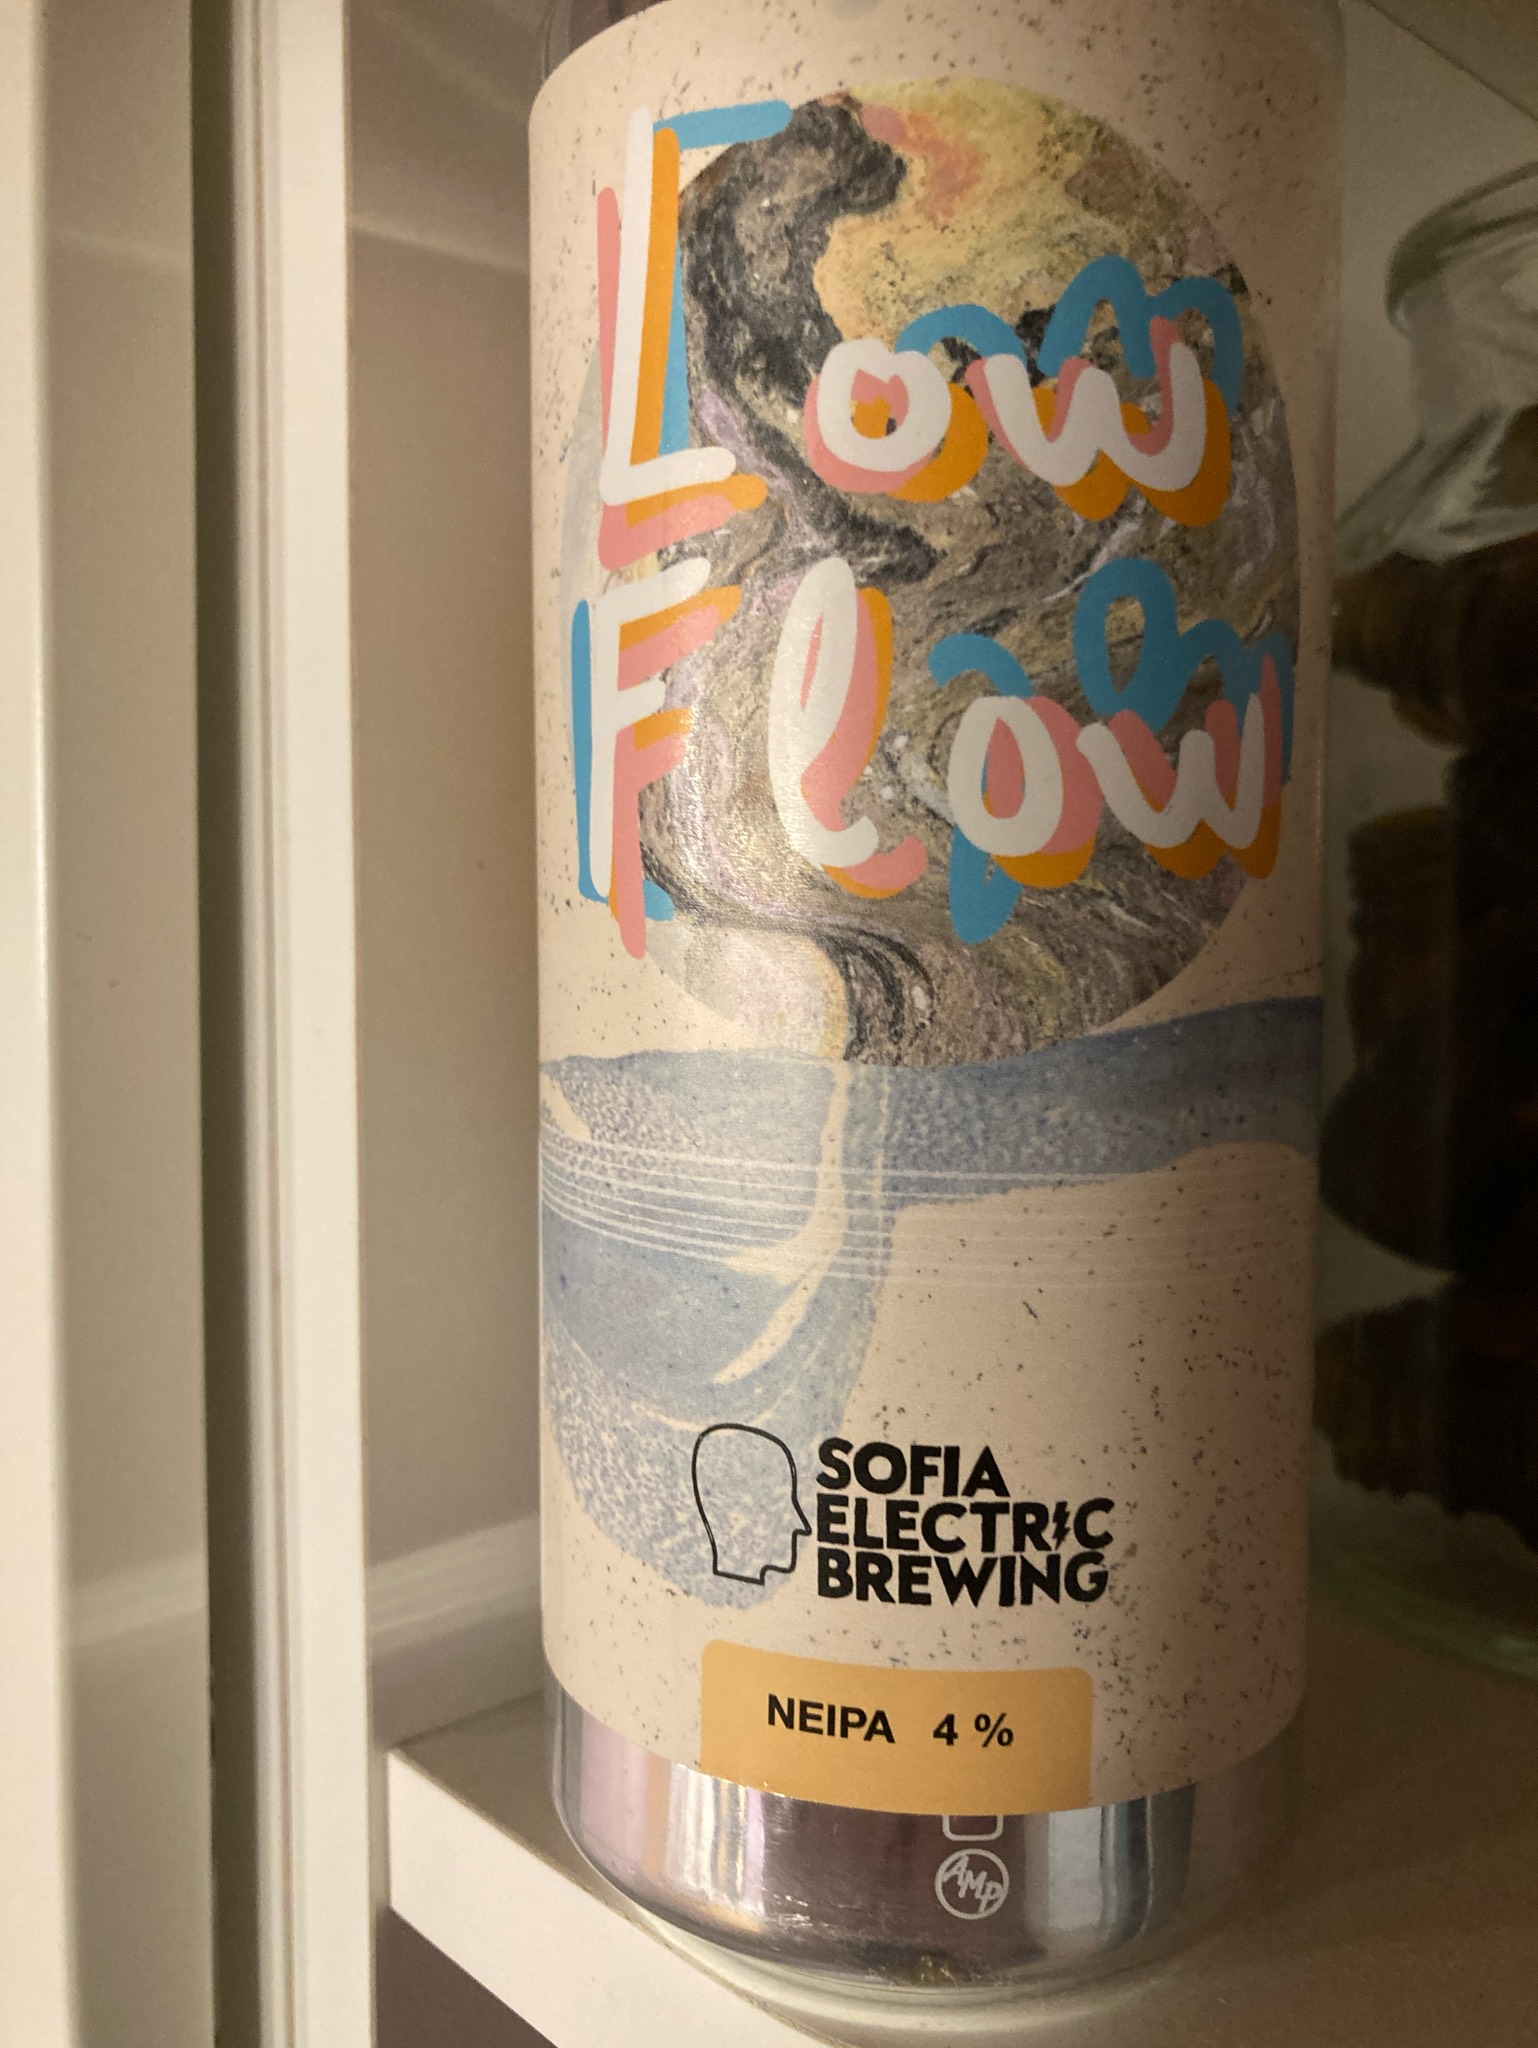 Low
Flow
SOFIA
ELECTRIC
BREWING
NEIPA 4 %
AMP